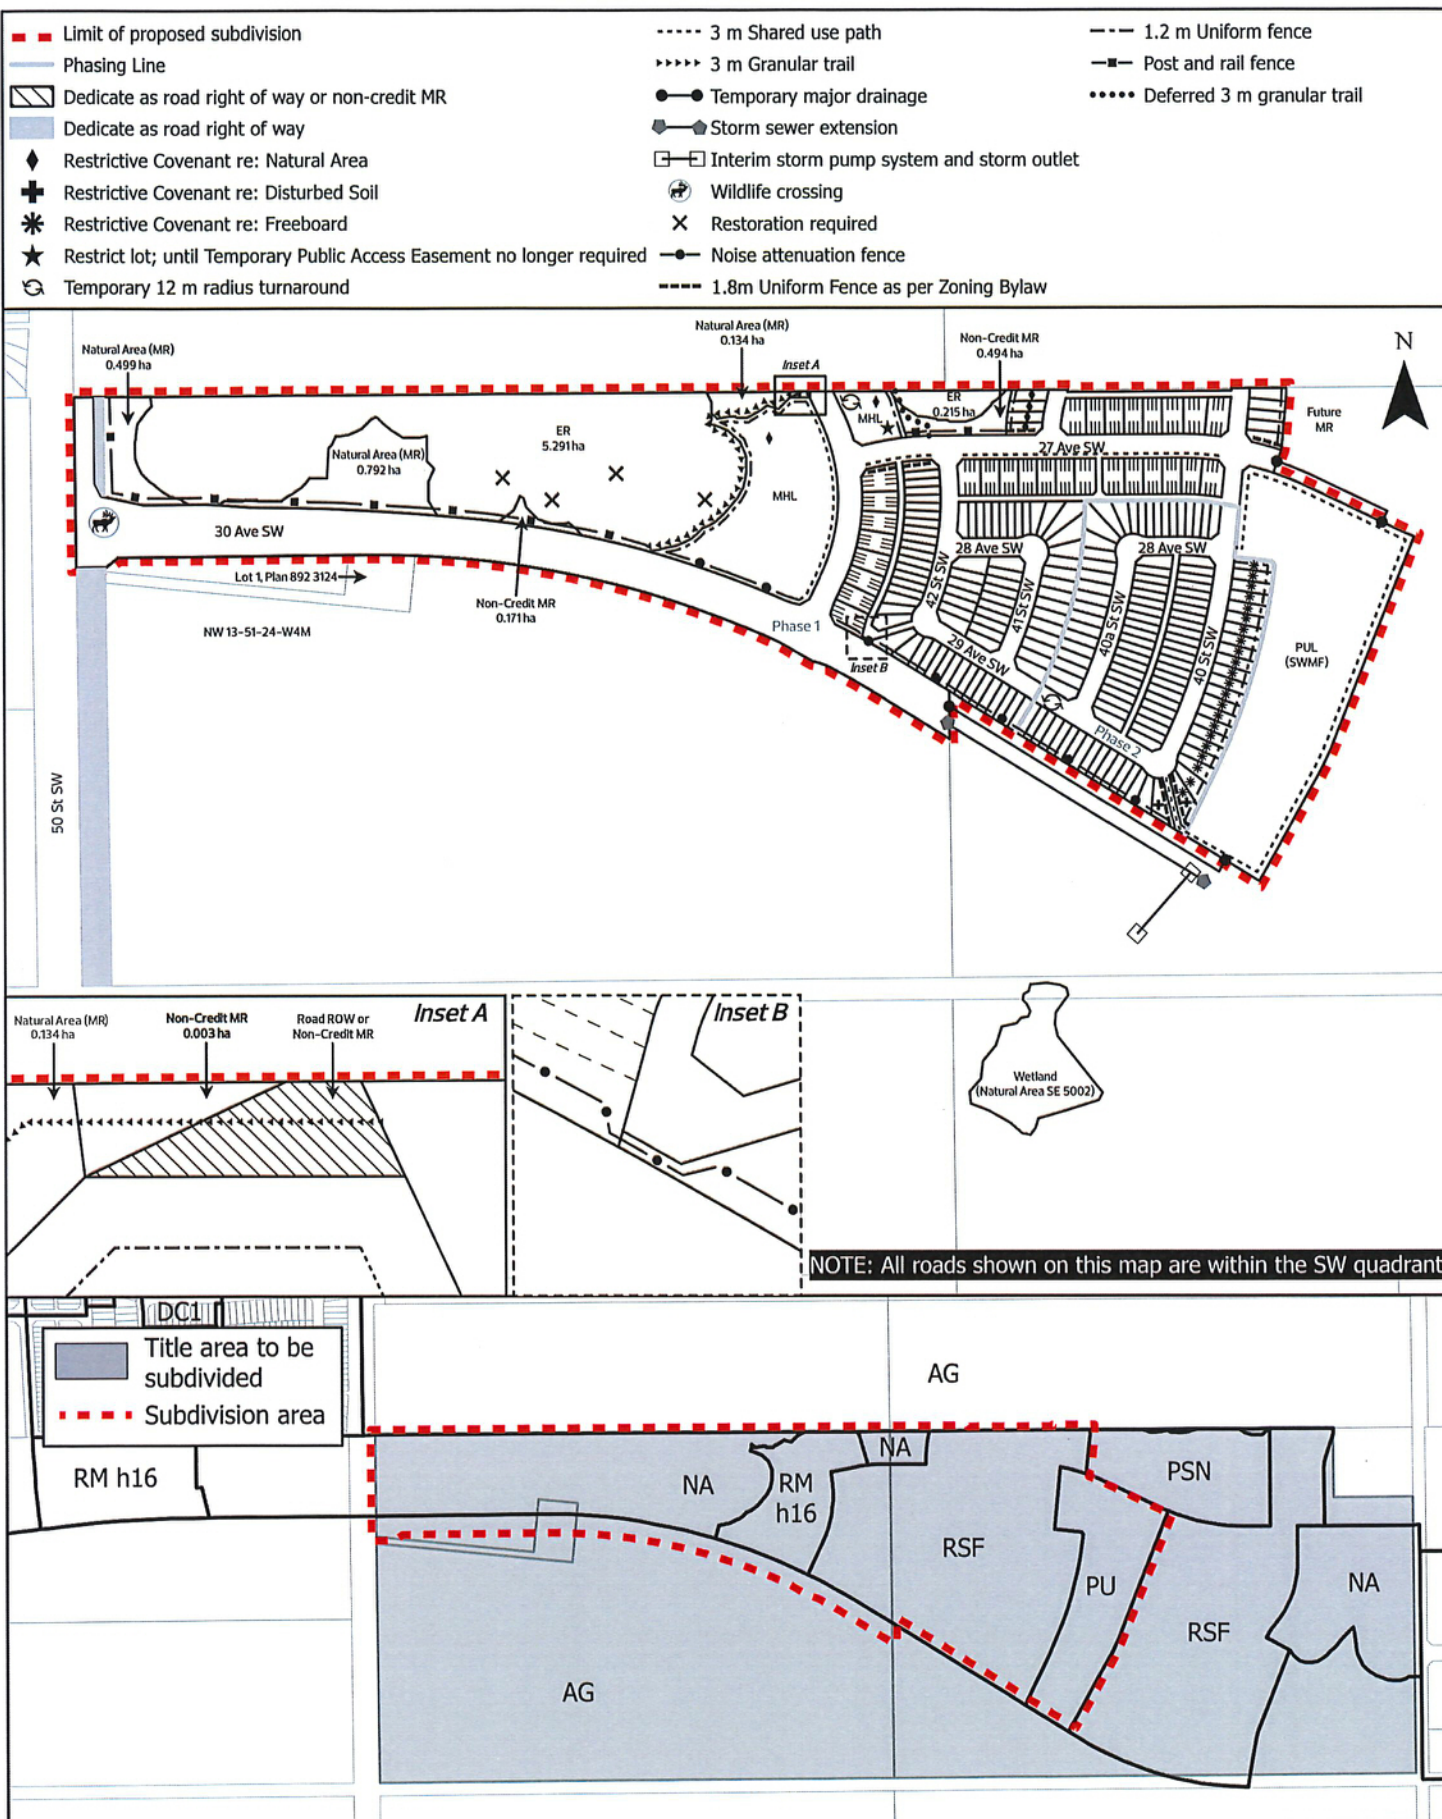 Limit of proposed subdivision
Phasing Line
Dedicate as road right of way or non-credit MR
Dedicate as road right of way
Restrictive Covenant re: Natural Area
Restrictive Covenant re: Disturbed Soil
Restrictive Covenant re: Freeboard
Restrict lot; until Temporary Public Access Easement no longer required
Temporary 12 m radius turnaround
3 m Shared use path
3 m Granular trail
Temporary major drainage
Storm sewer extension
Interim storm pump system and storm outlet
Wildlife crossing
Restoration required
Noise attenuation fence
1.8m Uniform Fence as per Zoning Bylaw
1.2 m Uniform fence
Post and rail fence
Deferred 3 m granular trail
Natural Area (MR)
0.499 ha
Natural Area (MR)
0.134 ha
Inset A
Non-Credit MR
0.494 ha
N
ER
5.291ha
Natural Area (MR)
0.792 ha
MHL
ER
0.215 ha
Future
MR
27 Ave SW
MHL
30 Ave SW
Lot 1, Plan 892 3124
NW 13-51-24-W4M
Non-Credit MR
0.171 ha
Phase 1
Inset B
28 Ave SW
28 Ave SW
42 St SW
41 St SW
40a St SW
40 St SW
29 Ave SW
Phase 2
PUL
(SWMF)
50 St SW
Inset A
Natural Area (MR)
0.134 ha
Non-Credit MR
0.003 ha
Road ROW or
Non-Credit MR
Inset B
Wetland
(Natural Area SE 5002)
NOTE: All roads shown on this map are within the SW quadrant
DC1
Title area to be
subdivided
Subdivision area
AG
RM h16
NA
RM
h16
NA
PSN
RSF
PU
RSF
NA
AG